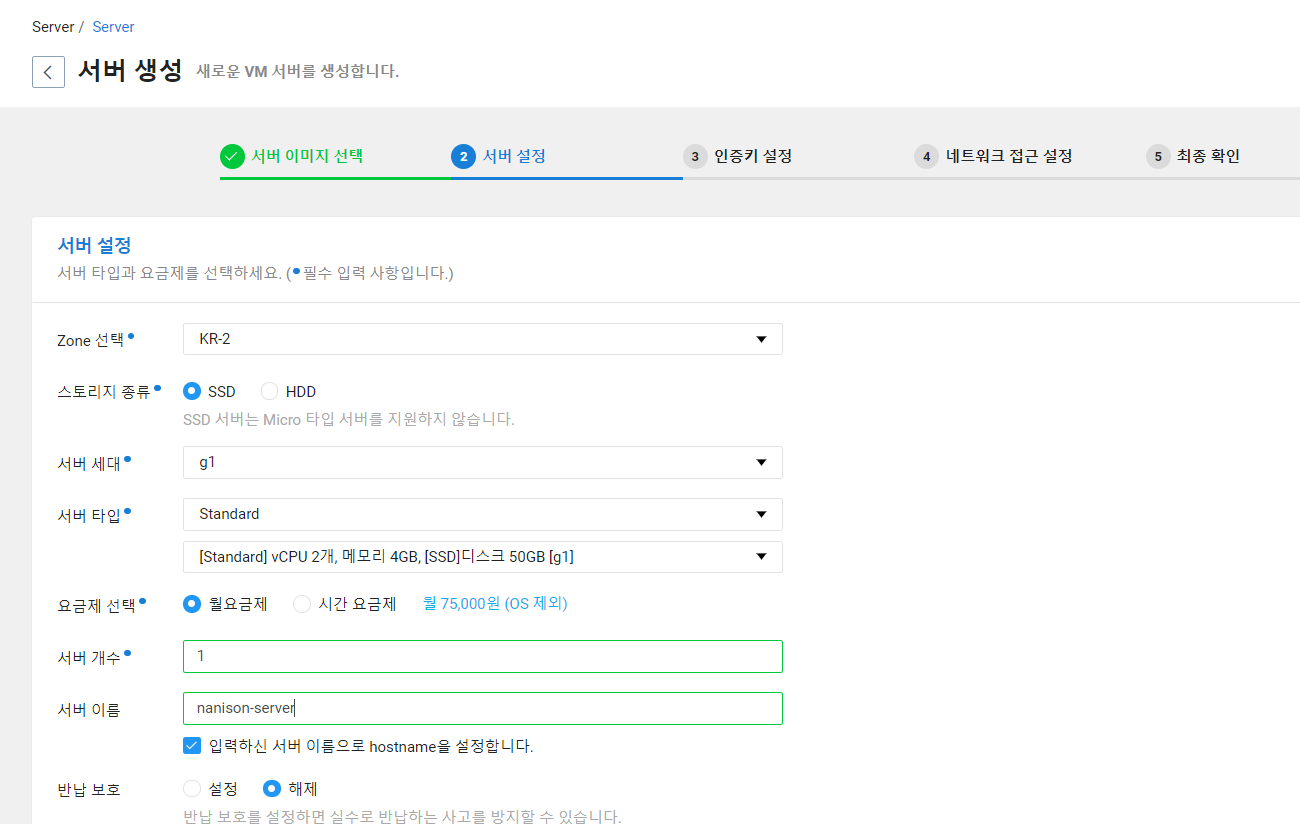 Server / Server
서버 생성 새로운 VM 서버를 생성합니다.
서버 이미지 선택 2 서버 설정 3 인증키 설정 4 네트워크 접근 설정 5 최종 확인
서버 설정
서버 타입과 요금제를 선택하세요. (•필수 입력 사항입니다.)
Zone 선택• KR-2
스토리지 종류• SSD HDD
SSD 서버는 Micro 타입 서버를 지원하지 않습니다.
서버 세대• g1
서버 타입• Standard
[Standard] vCPU 2개, 메모리 4GB, [SSD]디스크 50GB [g1]
요금제 선택• 월요금제 시간 요금제 월 75,000원 (OS 제외)
서버 개수• 1
서버 이름 nanison-server
입력하신 서버 이름으로 hostname을 설정합니다.
반납 보호 설정 해제
반납 보호를 설정하면 실수로 반납하는 사고를 방지할 수 있습니다.